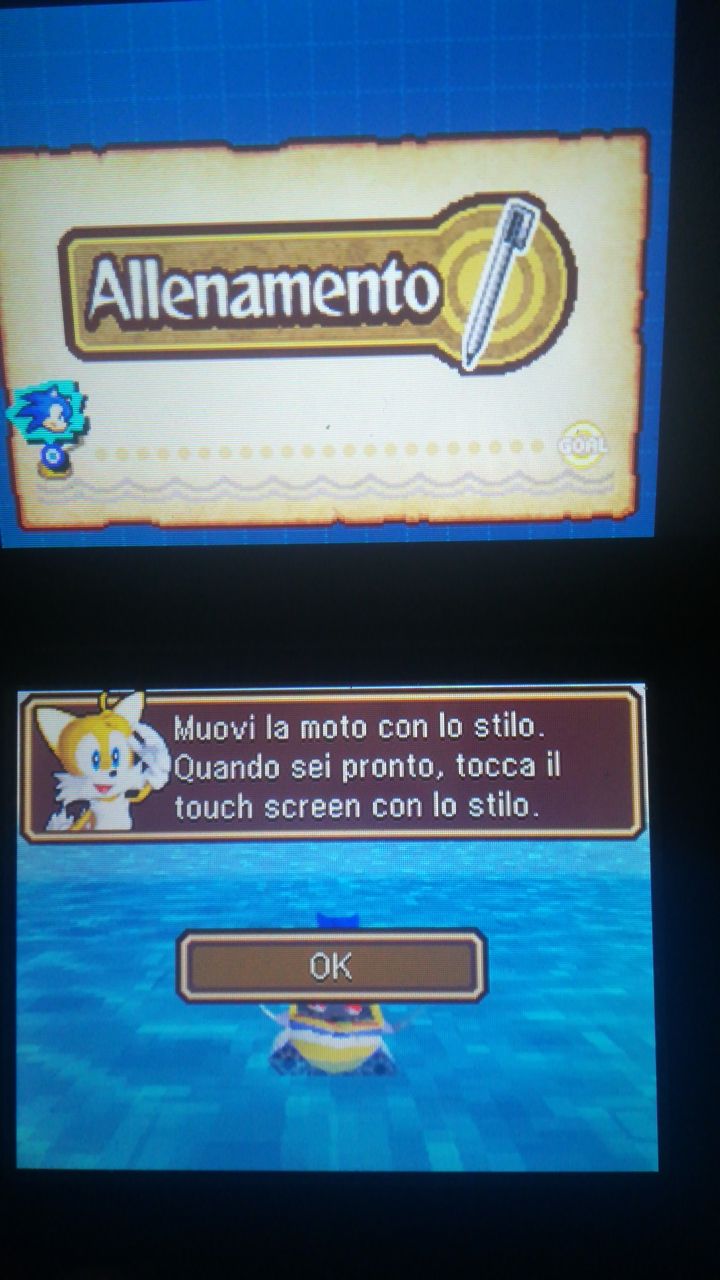 Allenamento
GOAL
Muovi la moto con lo stilo.
Quando sei pronto, tocca il
touch screen con lo stilo.
OK